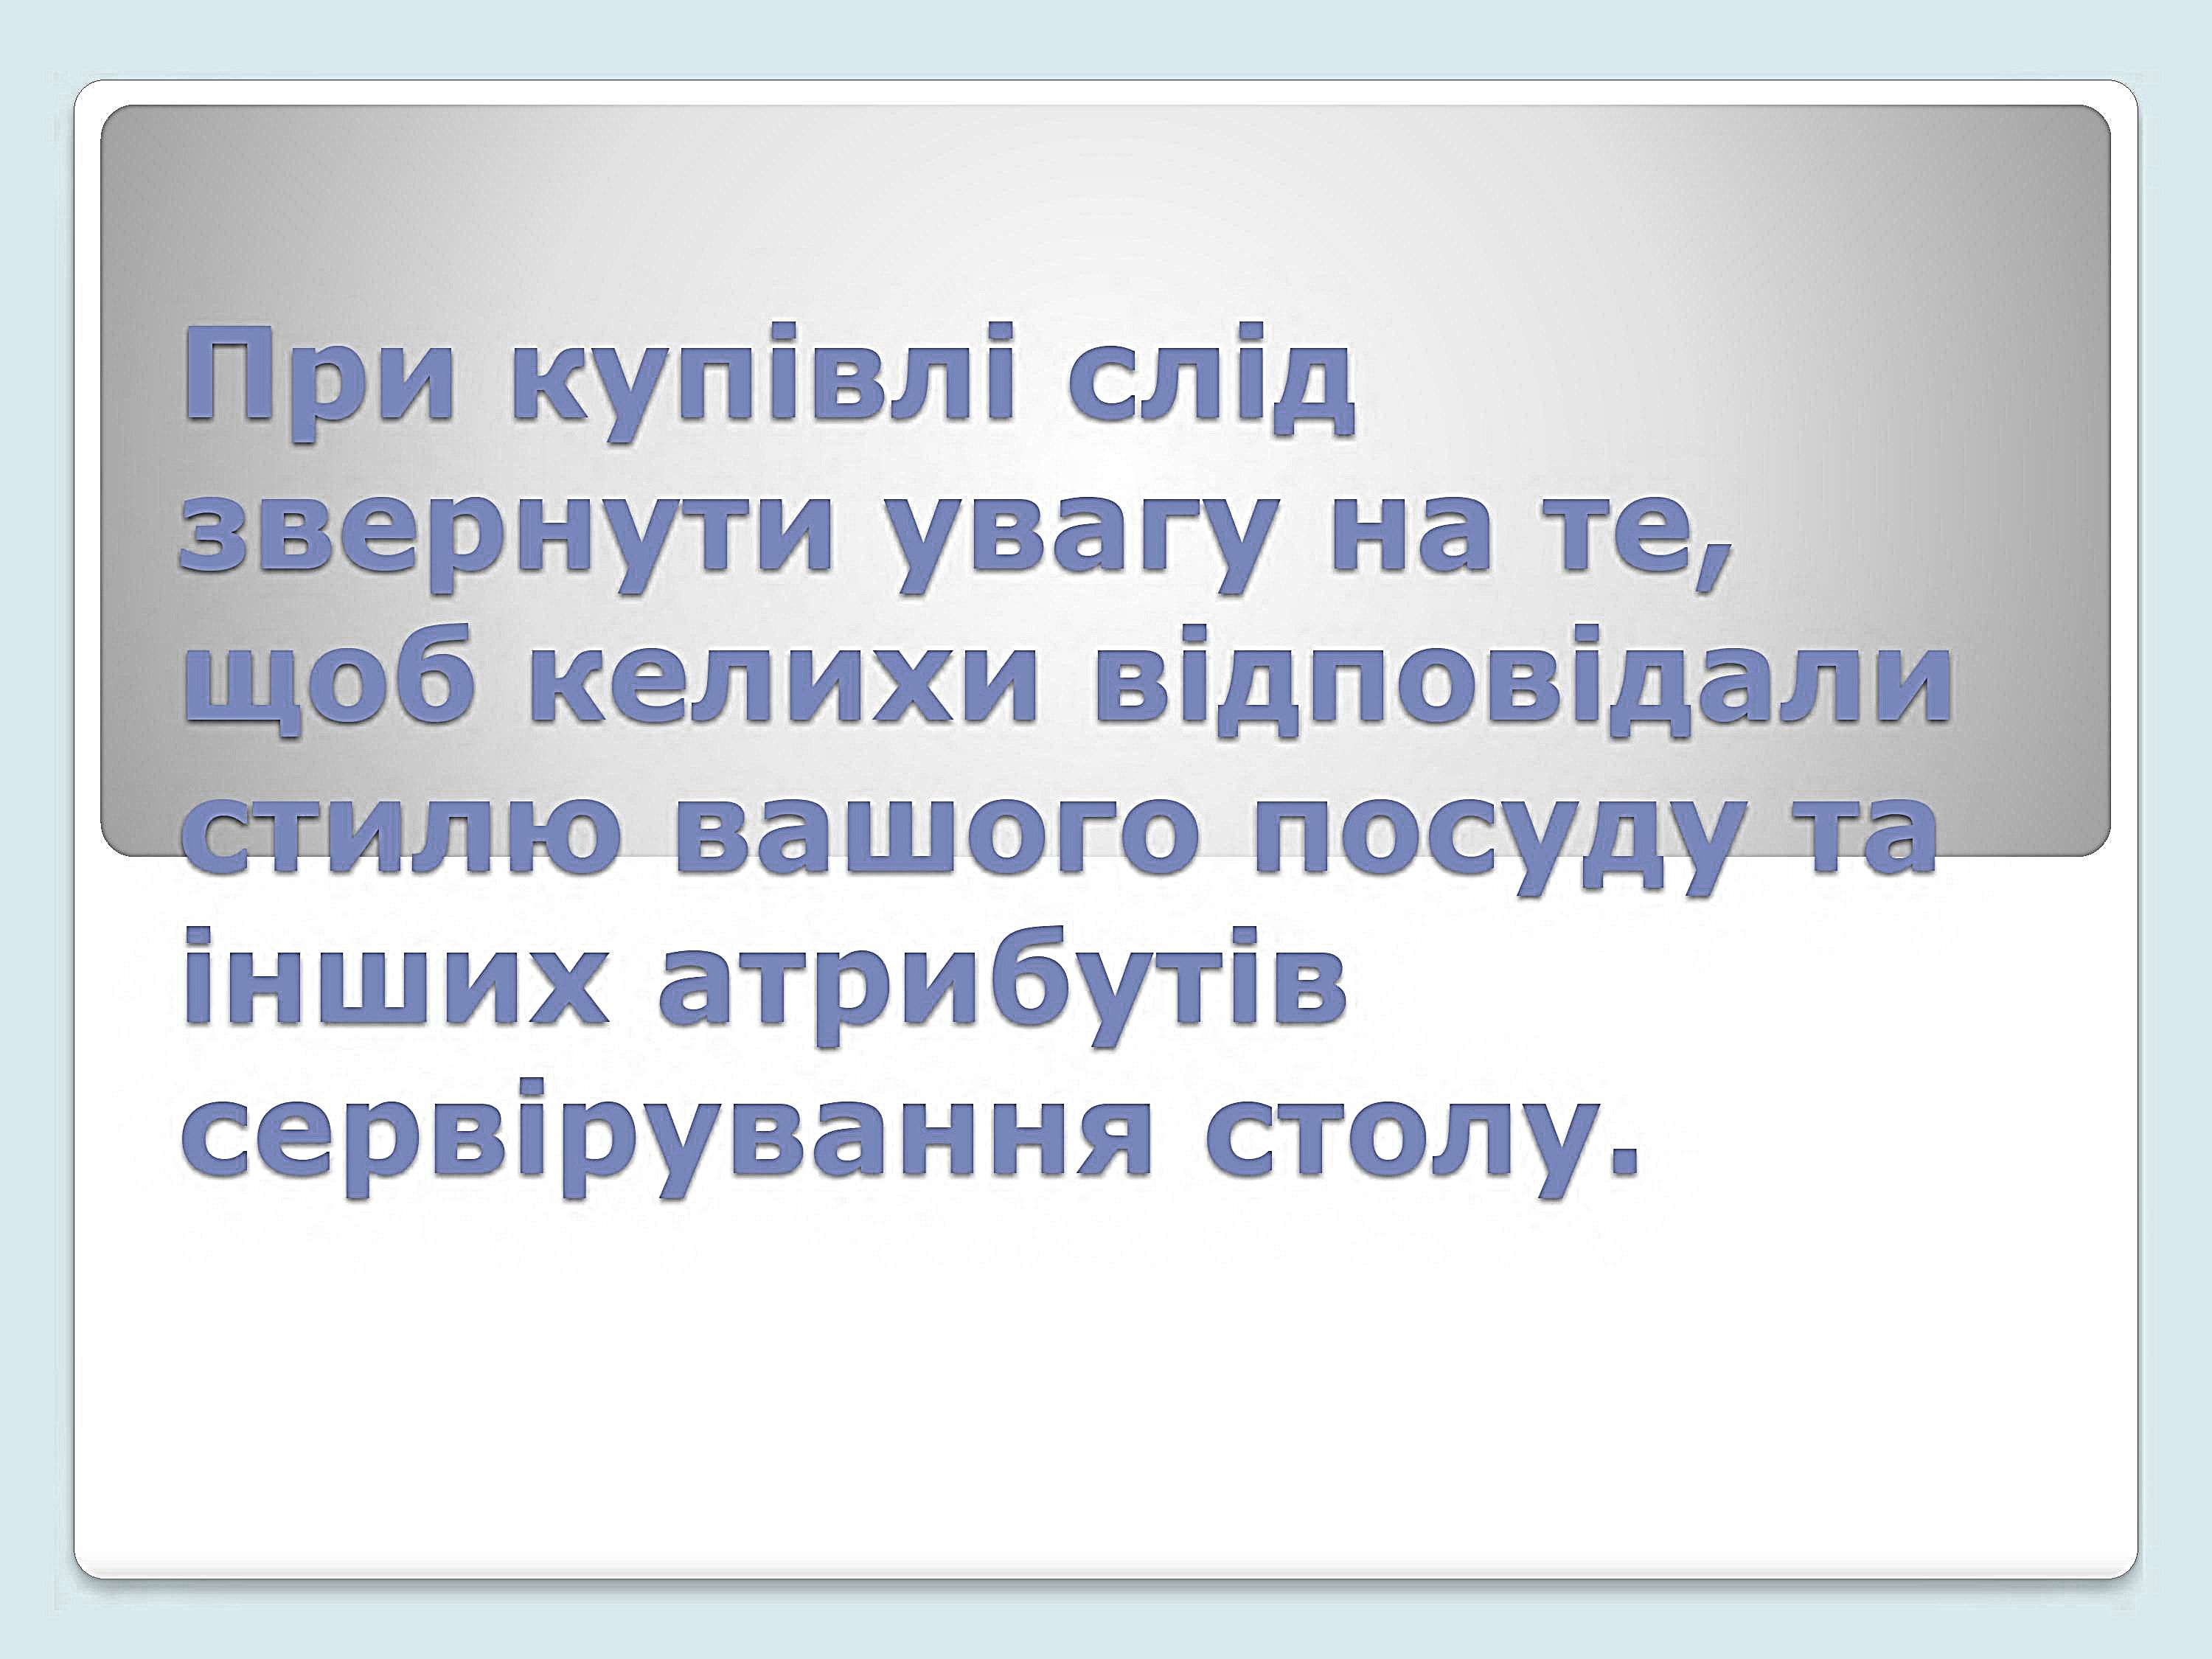 При купівлі слід
звернути увагу на те,
щоб келихи відповідали
стилю вашого посуду та
інших атрибутів
сервірування столу.